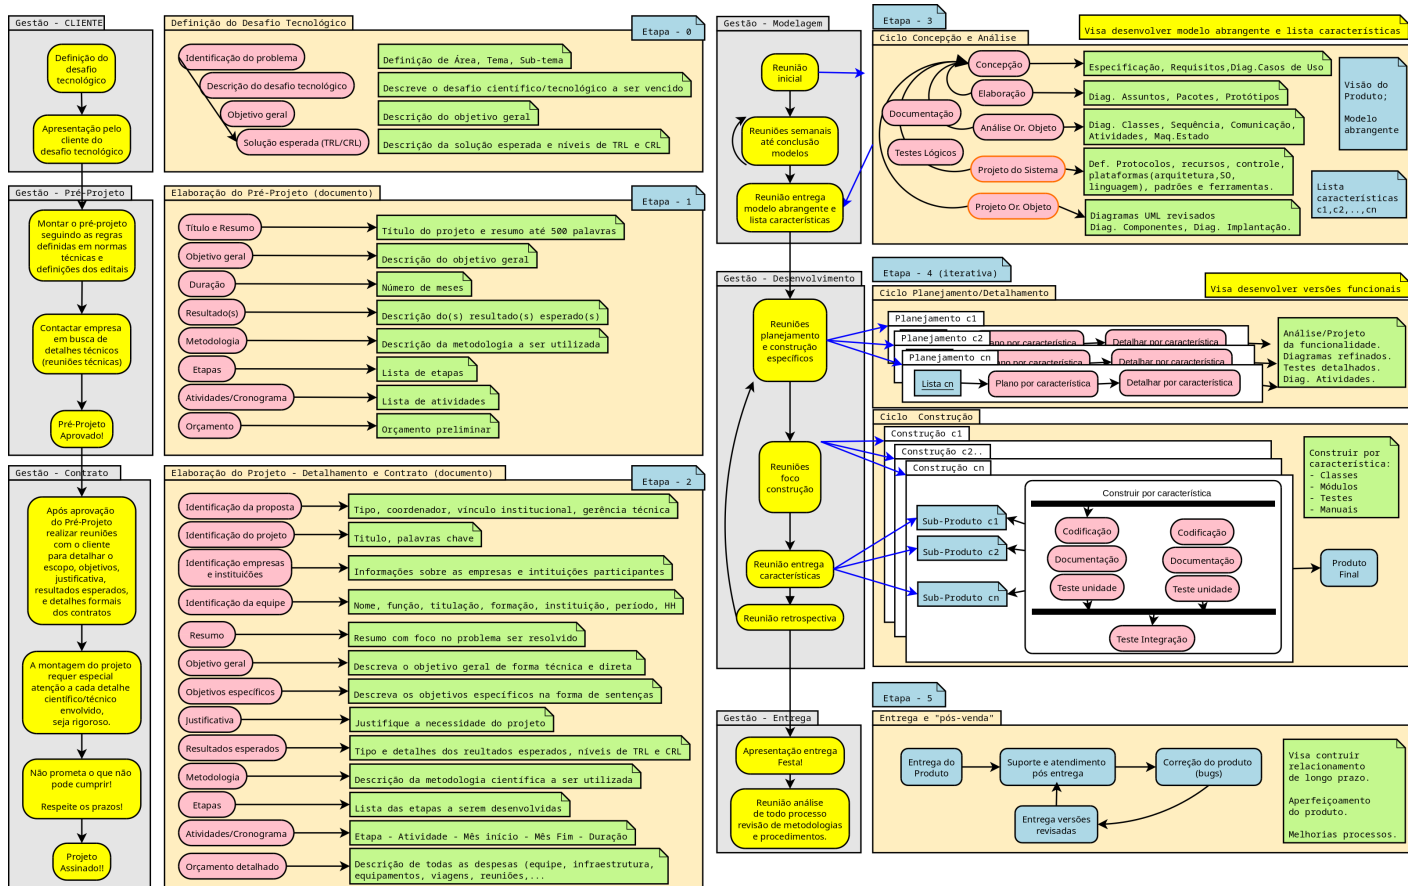 Gestão - CLIENTE
Definição do
desafio
tecnológico
Apresentação pelo
cliente do
desafio tecnológico
Definição do Desafio Tecnológico
Etapa - 0
Identificação do problema
Definição de Área, Tema, Sub-tema
Descrição do desafio tecnológico
Descreve o desafio científico/tecnológico a ser vencido
Objetivo geral
Descrição do objetivo geral
Solução esperada (TRL/CRL)
Descrição da solução esperada e níveis de TRL e CRL
Gestão - Pré-Projeto
Montar o pré-projeto
seguindo as regras
definidas em normas
técnicas e
definições dos editais
Contactar empresa
em busca de
detalhes técnicos
(reuniões técnicas)
Pré-Projeto
Aprovado!
Elaboração do Pré-Projeto (documento)
Etapa - 1
Título e Resumo
Título do projeto e resumo até 500 palavras
Objetivo geral
Descrição do objetivo geral
Duração
Número de meses
Resultado(s)
Descrição do(s) resultado(s) esperado(s)
Metodologia
Descrição da metodologia a ser utilizada
Etapas
Lista de etapas
Atividades/Cronograma
Lista de atividades
Orçamento
Orçamento preliminar
Gestão - Contrato
Após aprovação
do Pré-Projeto
realizar reuniões
com o cliente
para detalhar o
escopo, objetivos,
justificativa,
resultados esperados,
e detalhes formais
dos contratos
A montagem do projeto
requer especial
atenção a cada detalhe
científico/técnico
envolvido,
seja rigoroso.
Não prometa o que não
pode cumprir!
Respeite os prazos!
Projeto
Assinado!!
Elaboração do Projeto - Detalhamento e Contrato (documento)
Etapa - 2
Identificação da proposta
Tipo, coordenador, vínculo institucional, gerência técnica
Identificação do projeto
Título, palavras chave
Identificação empresas
e instituições
Informações sobre as empresas e intituições participantes
Identificação da equipe
Nome, função, titulação, formação, instituição, período, HH
Resumo
Resumo com foco no problema ser resolvido
Objetivo geral
Descreva o objetivo geral de forma técnica e direta
Objetivos específicos
Descreva os objetivos específicos na forma de sentenças
Justificativa
Justifique a necessidade do projeto
Resultados esperados
Tipo e detalhes dos reultados esperados, níveis de TRL e CRL
Metodologia
Descrição da metodologia científica a ser utilizada
Etapas
Lista das etapas a serem desenvolvidas
Atividades/Cronograma
Etapa - Atividade - Mês início - Mês Fim - Duração
Orçamento detalhado
Descrição de todas as despesas (equipe, infraestrutura,
equipamentos, viagens, reuniões,...
Gestão - Modelagem
Reunião
inicial
Reuniões semanais
até conclusão
modelos
Reunião entrega
modelo abrangente e
lista características
Etapa - 3
Visa desenvolver modelo abrangente e lista características
Ciclo Concepção e Análise
Concepção
Especificação, Requisitos,Diag.Casos de Uso
Elaboração
Diag. Assuntos, Pacotes, Protótipos
Documentação
Análise Or. Objeto
Diag. Classes, Sequência, Comunicação,
Atividades, Maq.Estado
Testes Lógicos
Projeto do Sistema
Def. Protocolos, recursos, controle,
plataformas(arquitetura,SO,
linguagem), padrões e ferramentas.
Projeto Or. Objeto
Diagramas UML revisados
Diag. Componentes, Diag. Implantação.
Visão do
Produto;
Modelo
abrangente
Lista
características
c1,c2,..,cn
Gestão - Desenvolvimento
Reuniões
planejamento
e construção
específicos
Reuniões
foco
construção
Reunião entrega
características
Reunião retrospectiva
Etapa - 4 (iterativa)
Visa desenvolver versões funcionais
Ciclo Planejamento/Detalhamento
Planejamento c1
Plano por característica
Detalhar por característica
Planejamento c2
Plano por característica
Detalhar por característica
Planejamento cn
Lista cn
Plano por característica
Detalhar por característica
Análise/Projeto
da funcionalidade.
Diagramas refinados.
Testes detalhados.
Diag. Atividades.
Ciclo Construção
Construção c1
Construção c2..
Construção cn
Construir por característica
Sub-Produto c1
Sub-Produto c2
Sub-Produto cn
Codificação
Documentação
Teste unidade
Codificação
Documentação
Teste unidade
Teste Integração
Construir por
característica:
- Classes
- Módulos
- Testes
- Manuais
Produto
Final
Gestão - Entrega
Apresentação entrega
Festa!
Reunião análise
de todo processo
revisão de metodologias
e procedimentos.
Etapa - 5
Entrega e "pós-venda"
Entrega do
Produto
Suporte e atendimento
pós entrega
Correção do produto
(bugs)
Entrega versões
revisadas
Visa contruir
relacionamento
de longo prazo.
Aperfeiçoamento
do produto.
Melhorias processos.